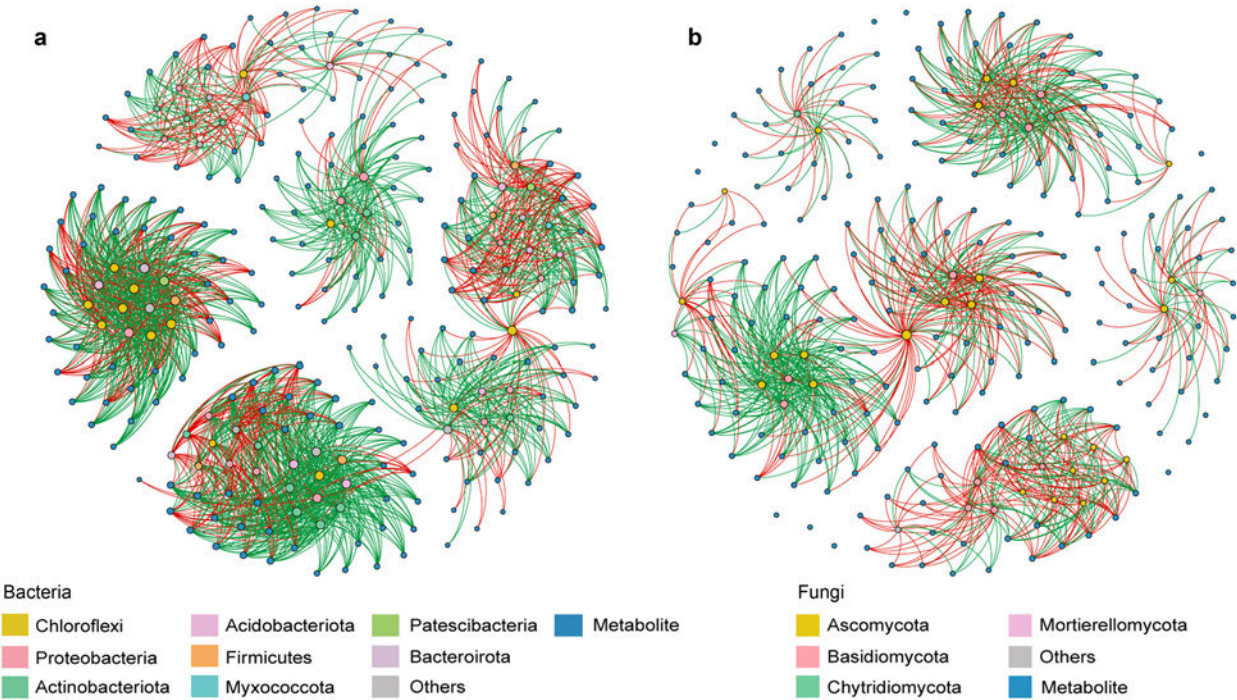 a
b
Bacteria
Chloroflexi
Acidobacteriota
Patescibacteria
Metabolite
Proteobacteria
Firmicutes
Bacteroirota
Actinobacteriota
Myxococcota
Others
Fungi
Ascomycota
Mortierellomycota
Basidiomycota
Others
Chytridiomycota
Metabolite